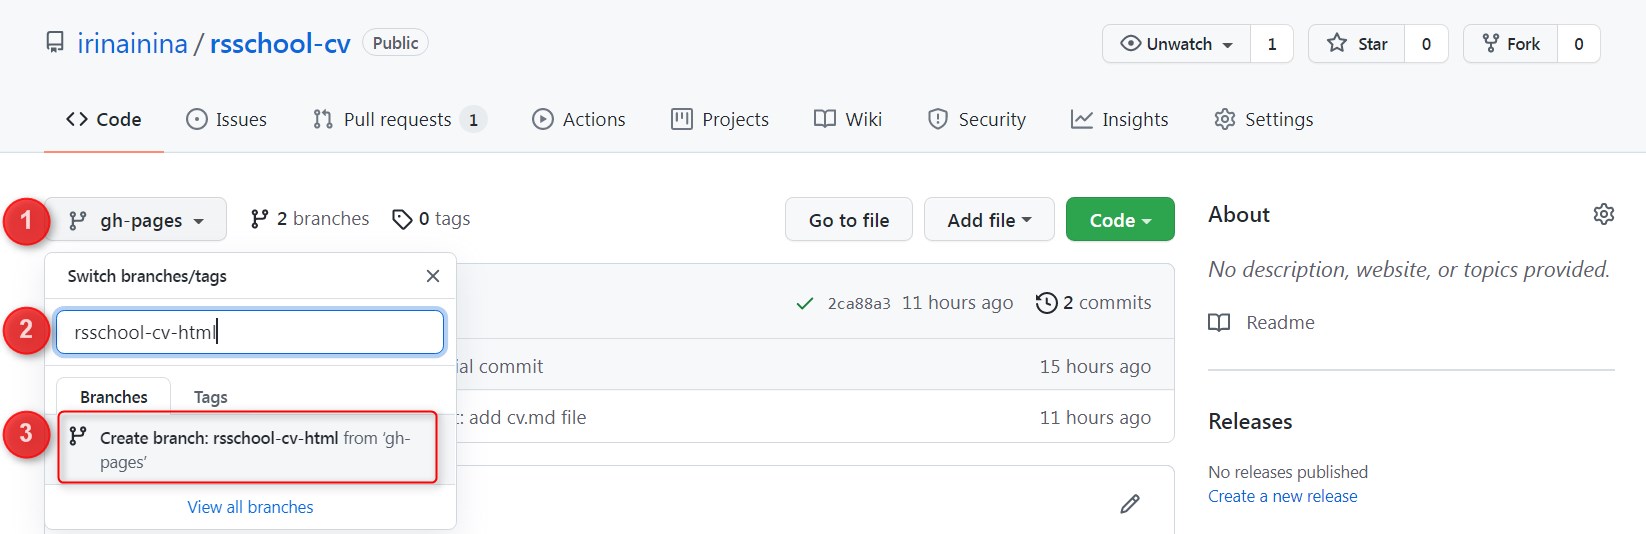 irinainina / rsschool-cv Public
Unwatch 1 Star 0 Fork 0
Code Issues Pull requests 1 Actions Projects Wiki Security Insights Settings
1 gh-pages 2 branches 0 tags Go to file Add file Code
Switch branches/tags
2 rsschool-cv-html
Branches Tags
3 Create branch: rsschool-cv-html from ‘gh-
pages’
View all branches
2ca88a3 11 hours ago 2 commits
commit 15 hours ago
: add cv.md file 11 hours ago
About
No description, website, or topics provided.
Readme
Releases
No releases published
Create a new release